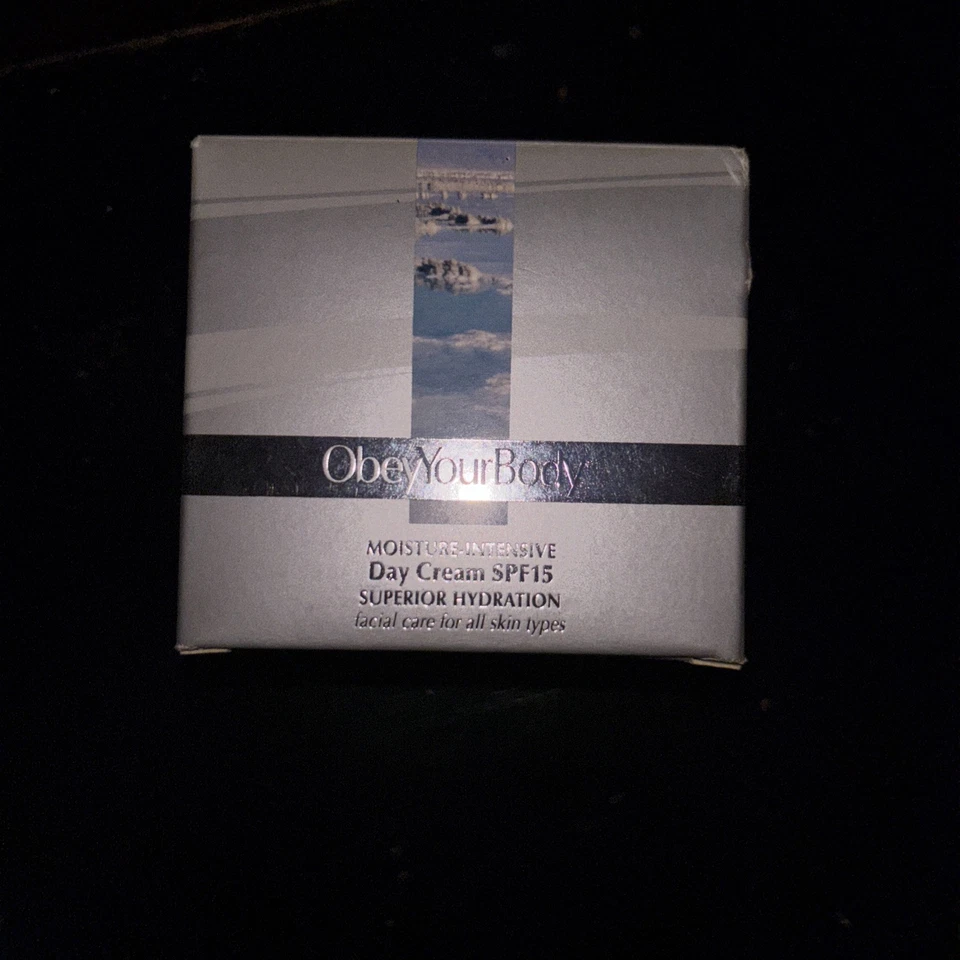 ObeyYourBody
MOISTURE-INTENSIVE
Day Cream SPF15
SUPERIOR HYDRATION
facial care for all skin types